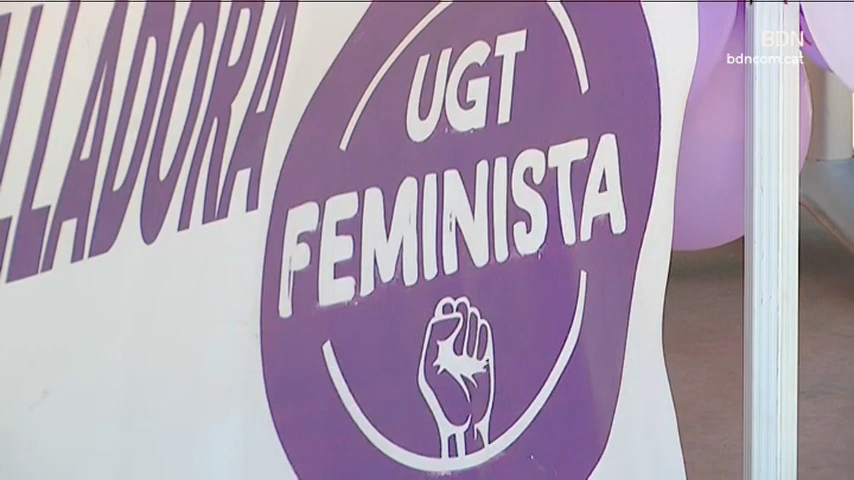 LLADORA
UGT
FEMINISTA
BDN
bdncom.cat